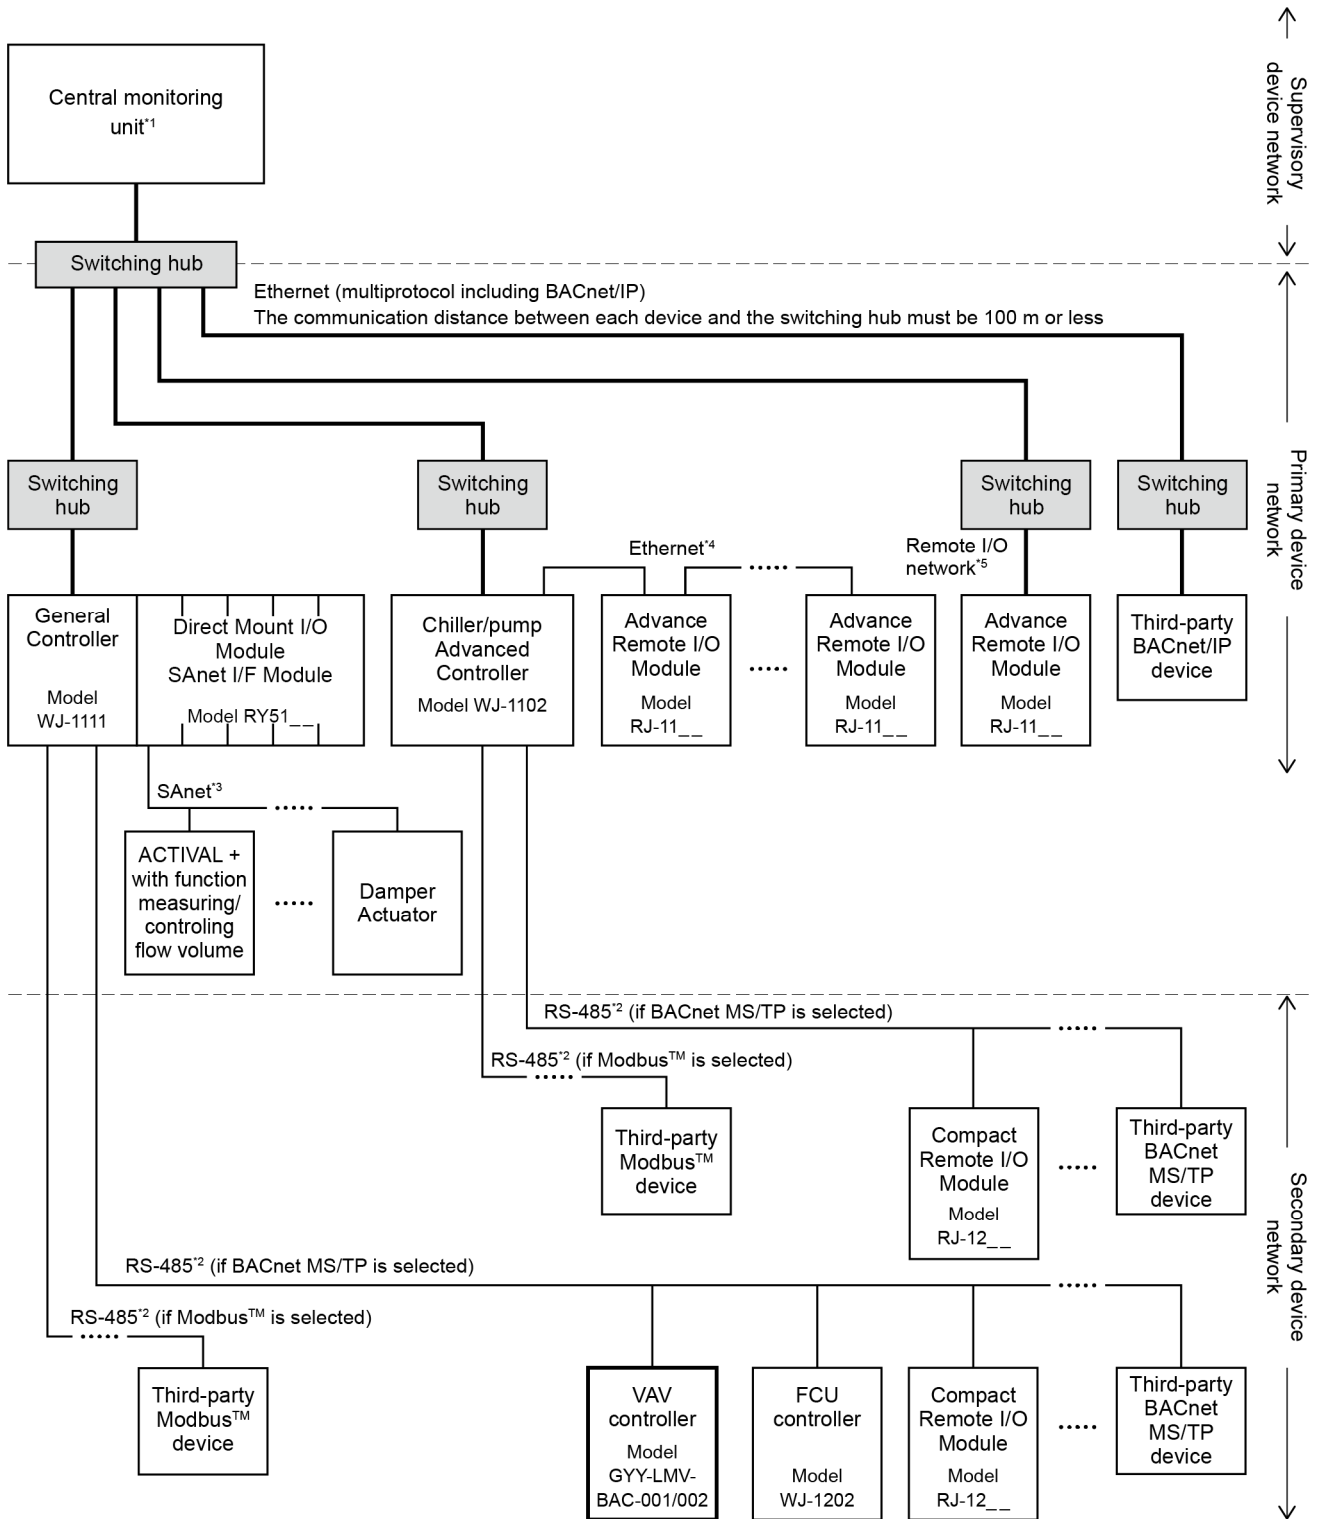 Central monitoring
unit*1
Supervisory
device network
Switching hub
Ethernet (multiprotocol including BACnet/IP)
The communication distance between each device and the switching hub must be 100 m or less
Primary device
network
Switching
hub
Switching
hub
Switching
hub
Switching
hub
Ethernet*4
Remote I/O
network*5
General
Controller
Model
WJ-1111
Direct Mount I/O
Module
SAnet I/F Module
Model RY51_ _
Chiller/pump
Advanced
Controller
Model WJ-1102
Advance
Remote I/O
Module
Model
RJ-11_ _
.....
.....
Advance
Remote I/O
Module
Model
RJ-11_ _
Advance
Remote I/O
Module
Model
RJ-11_ _
Third-party
BACnet/IP
device
SAnet*3
.....
ACTIVAL +
with function
measuring/
controling
flow volume
.....
Damper
Actuator
RS-485*2 (if BACnet MS/TP is selected)
.....
RS-485*2 (if Modbus™ is selected)
.....
Third-party
Modbus™
device
Compact
Remote I/O
Module
Model
RJ-12_ _
.....
Third-party
BACnet
MS/TP
device
Secondary device
network
RS-485*2 (if BACnet MS/TP is selected)
.....
RS-485*2 (if Modbus™ is selected)
.....
Third-party
Modbus™
device
VAV
controller
Model
GYY-LMV-
BAC-001/002
FCU
controller
Model
WJ-1202
Compact
Remote I/O
Module
Model
RJ-12_ _
.....
Third-party
BACnet
MS/TP
device